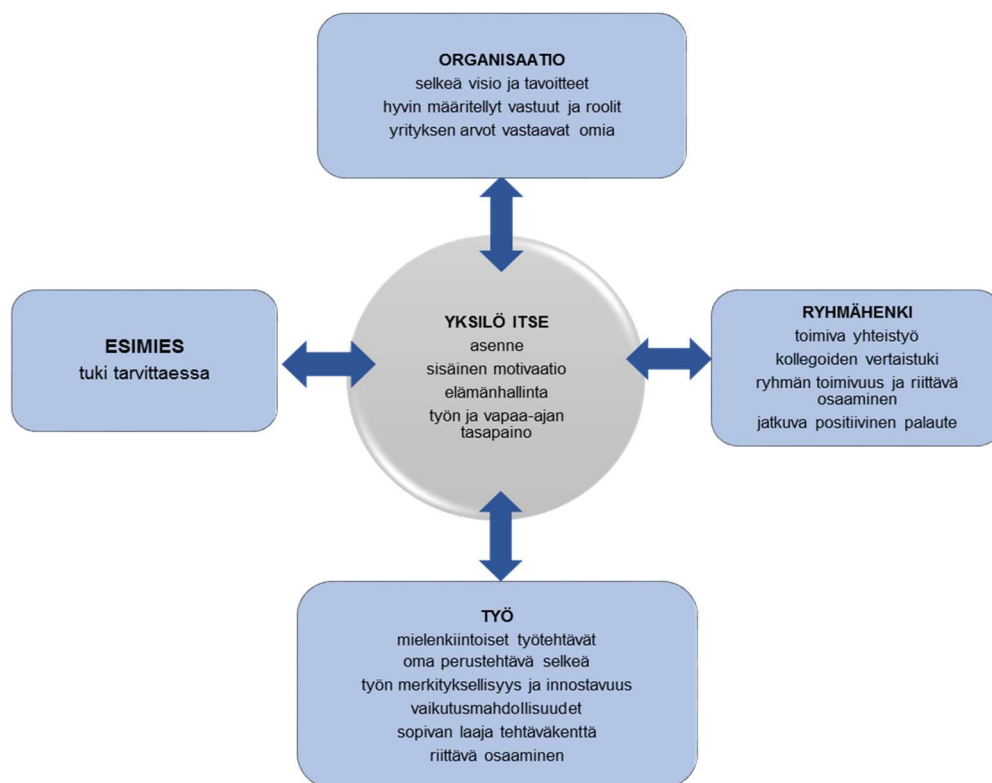 ORGANISAATIO
selkeä visio ja tavoitteet
hyvin määritellyt vastuut ja roolit
yrityksen arvot vastaavat omia
ESIMIES
tuki tarvittaessa
YKSILÖ ITSE
asenne
sisäinen motivaatio
elämänhallinta
työn ja vapaa-ajan
tasapaino
RYHMÄHENKI
toimiva yhteistyö
kollegoiden vertaistuki
ryhmän toimivuus ja riittävä
osaaminen
jatkuva positiivinen palaute
TYÖ
mielenkiintoiset työtehtävät
oma perustehtävä selkeä
työn merkityksellisyys ja innostavuus
vaikutusmahdollisuudet
sopivan laaja tehtäväkenttä
riittävä osaaminen